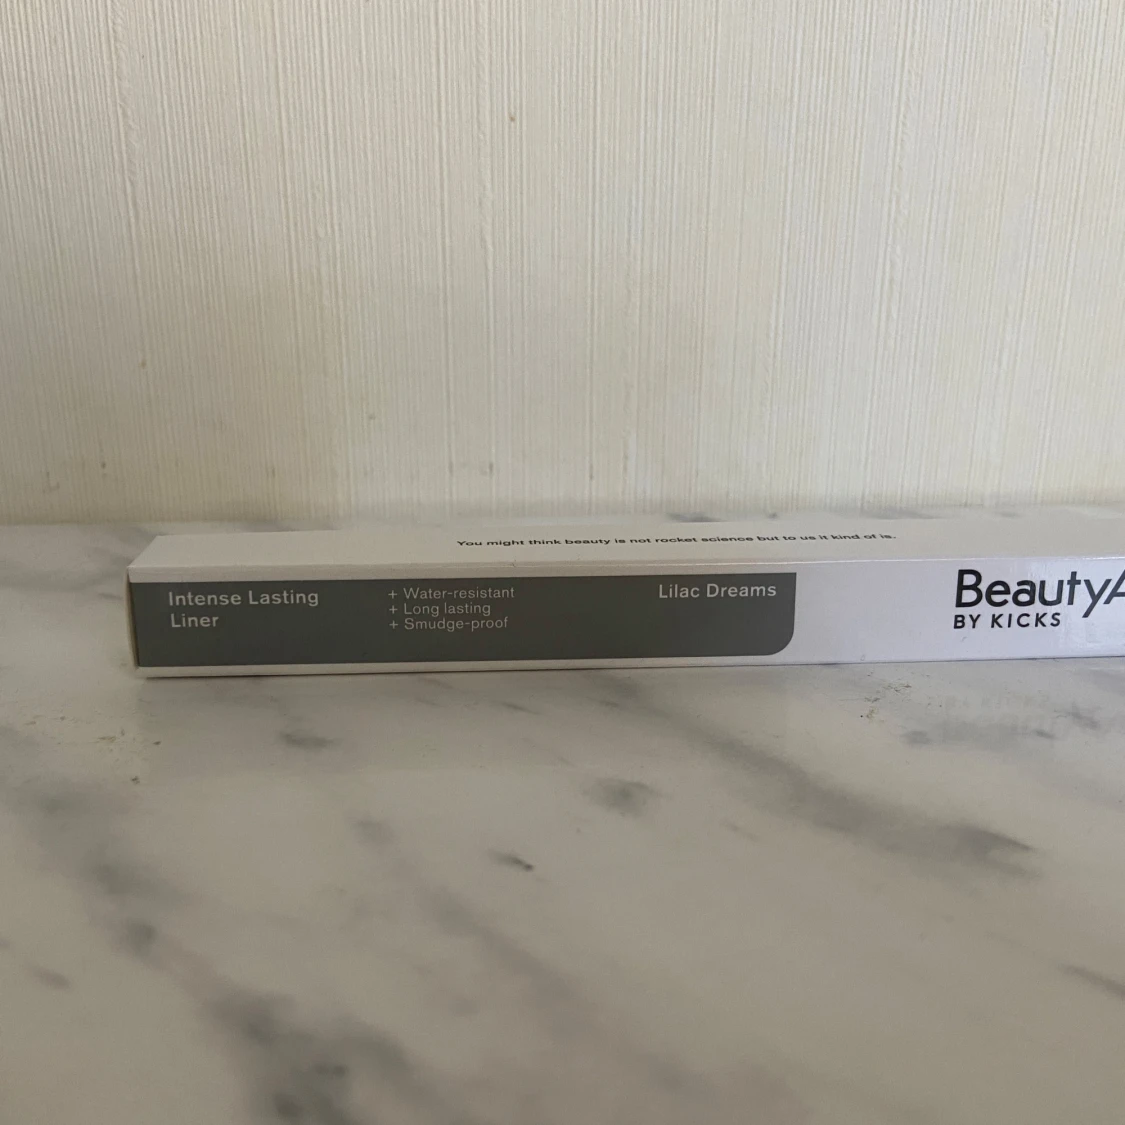 You might think beauty is not rocket science but to us it kind of is.
Intense Lasting
Liner
+ Water-resistant
+ Long lasting
+ Smudge-proof
Lilac Dreams
BeautyA
BY KICKS